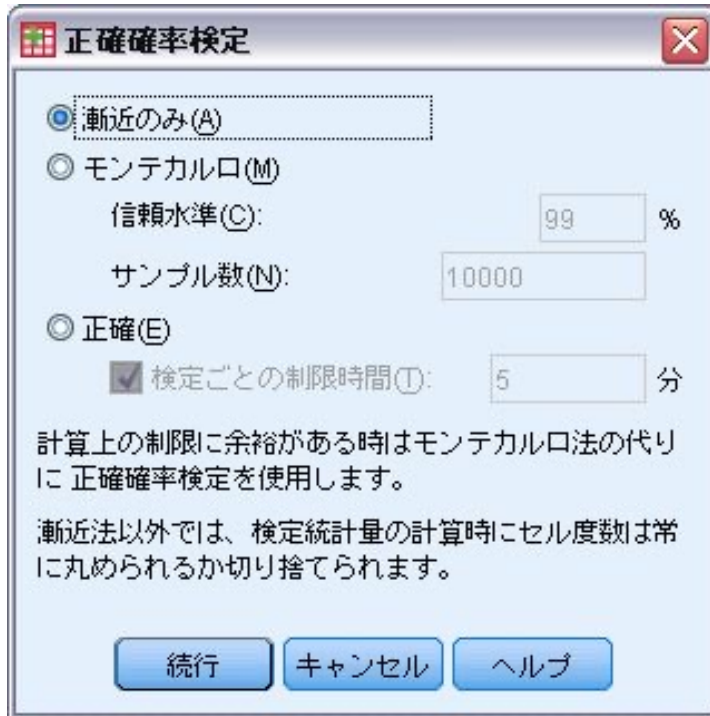 正確確率検定
漸近のみ(A)
モンテカルロ(M)
信頼水準(C): 99 %
サンプル数(N): 10000
正確(E)
検定ごとの制限時間(T): 5 分
計算上の制限に余裕がある時はモンテカルロ法の代り
に 正確確率検定を使用します。
漸近法以外では、検定統計量の計算時にセル度数は常
に丸められるか切り捨てられます。
続行 キャンセル ヘルプ